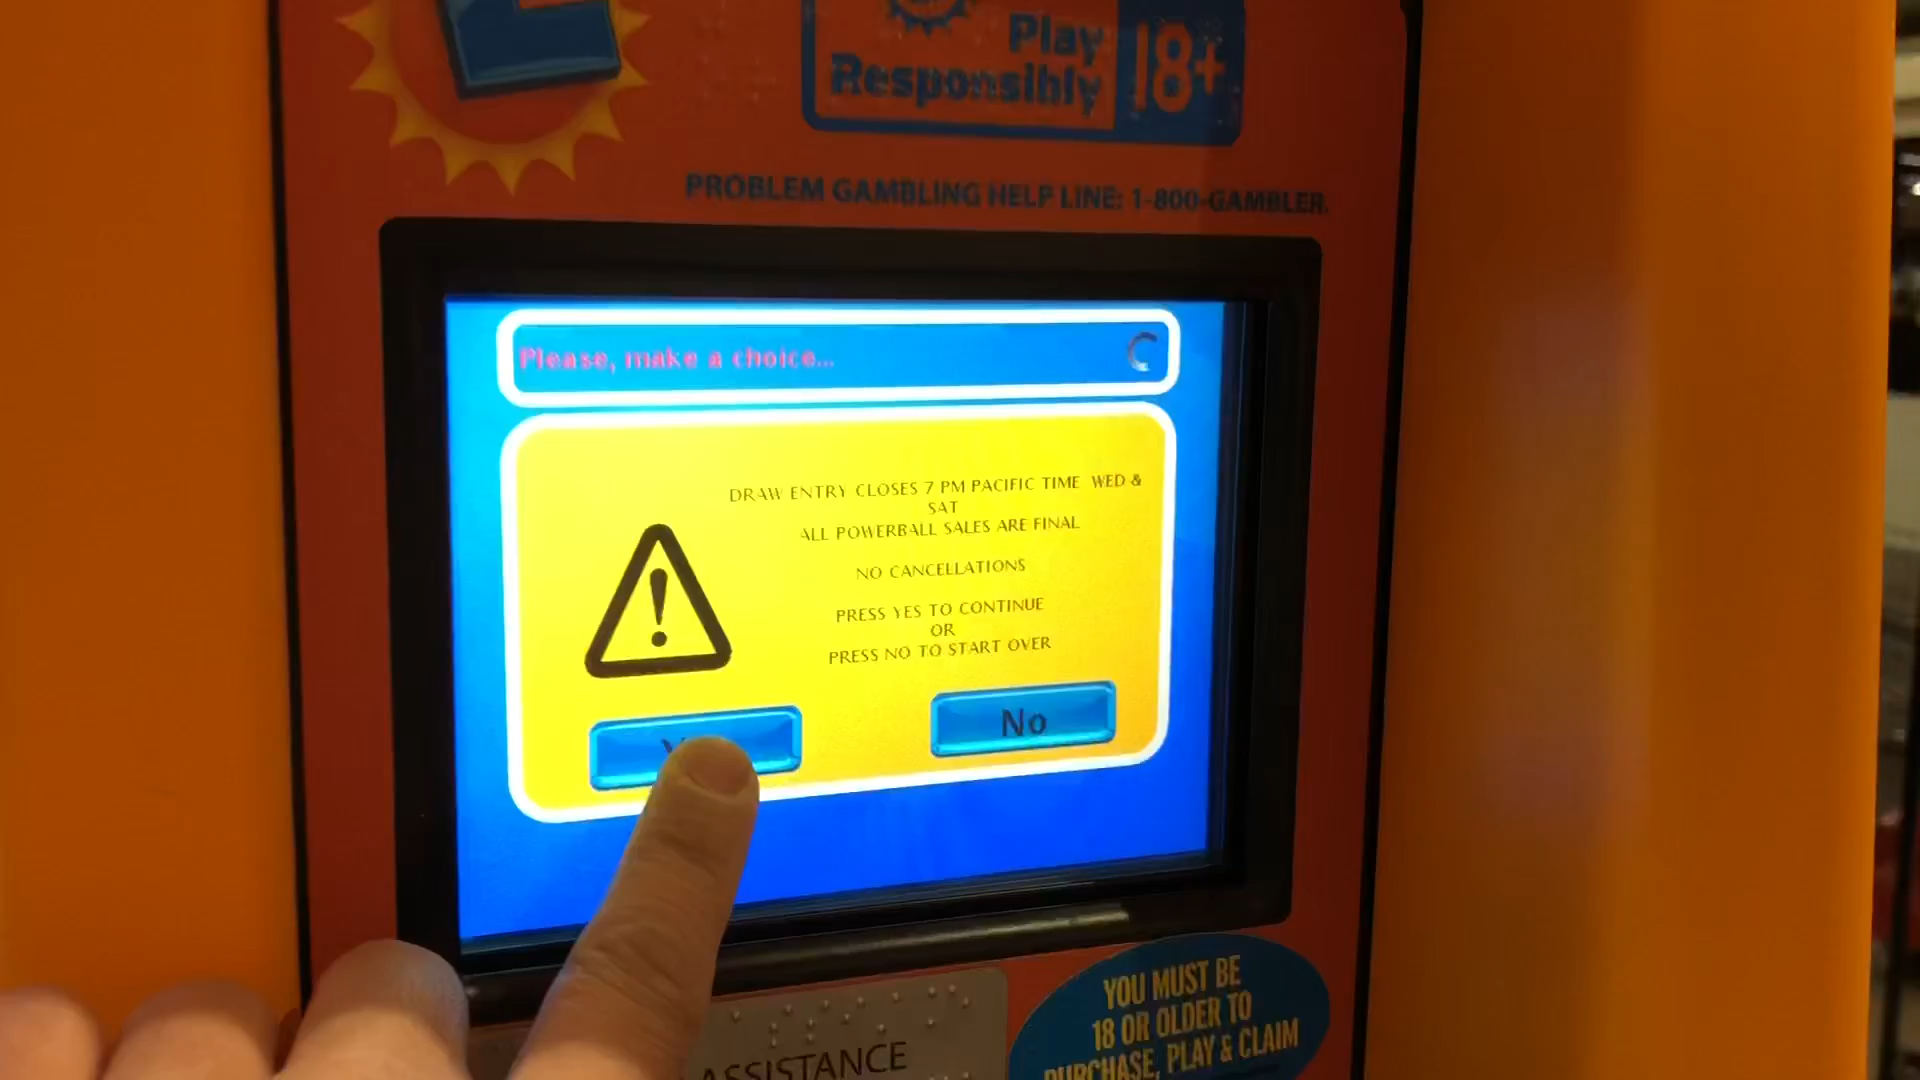 Play
Responsibly
18+
PROBLEM GAMBLING HELP LINE: 1-800-GAMBLER.
Please, make a choice...
DRAW ENTRY CLOSES 7 PM PACIFIC TIME WED &
SAT
ALL POWERBALL SALES ARE FINAL
NO CANCELLATIONS
PRESS YES TO CONTINUE
OR
PRESS NO TO START OVER
No
ASSISTANCE
YOU MUST BE
18 OR OLDER TO
PURCHASE, PLAY & CLAIM